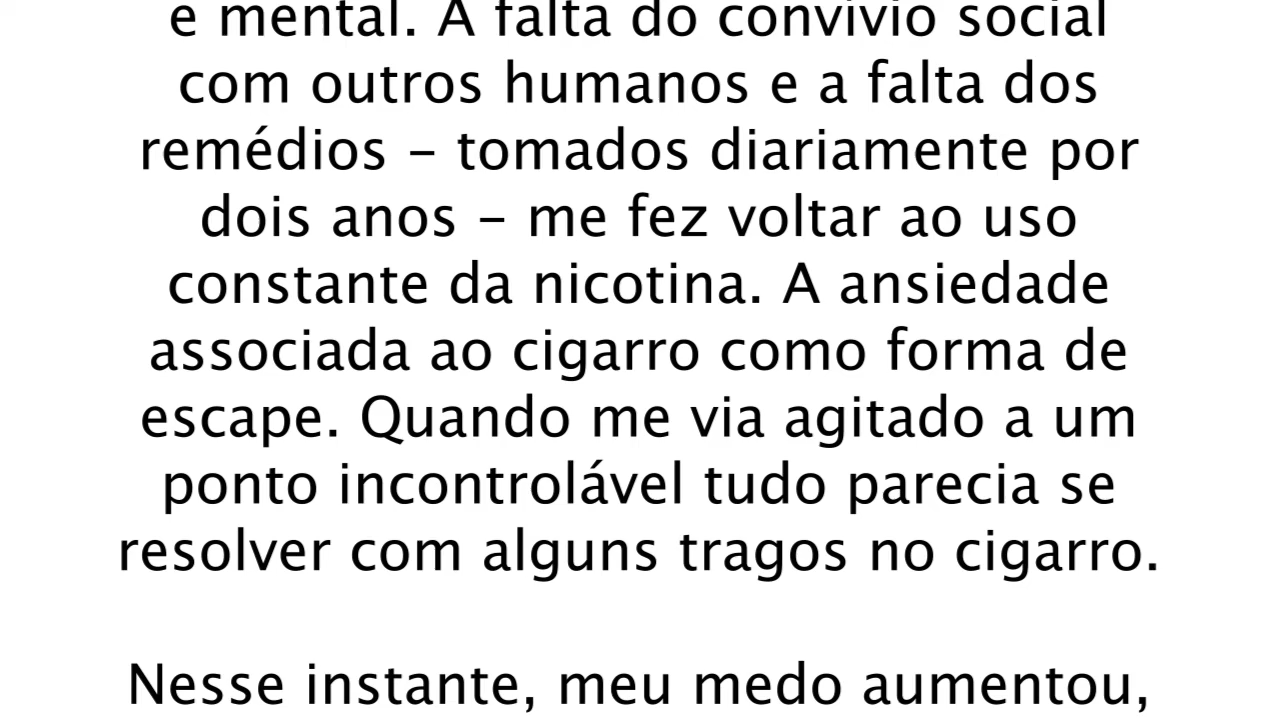 e mental. A falta do convívio social
com outros humanos e a falta dos
remédios – tomados diariamente por
dois anos – me fez voltar ao uso
constante da nicotina. A ansiedade
associada ao cigarro como forma de
escape. Quando me via agitado a um
ponto incontrolável tudo parecia se
resolver com alguns tragos no cigarro.
Nesse instante, meu medo aumentou,